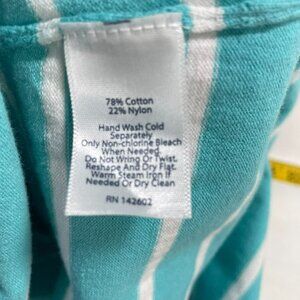 78% Cotton
22% Nylon
Hand Wash Cold
Separately
Only Non-chlorine Bleach
When Needed.
Do Not Wring Or Twist.
Reshape And Dry Flat.
Warm Steam Iron If
Needed Or Dry Clean
RN 142602